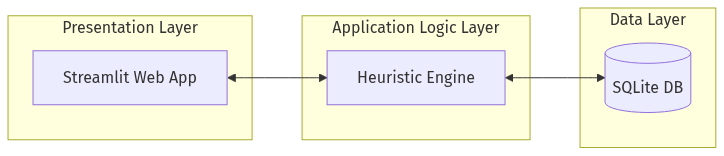 Presentation Layer
Streamlit Web App
Application Logic Layer
Heuristic Engine
Data Layer
SQLite DB